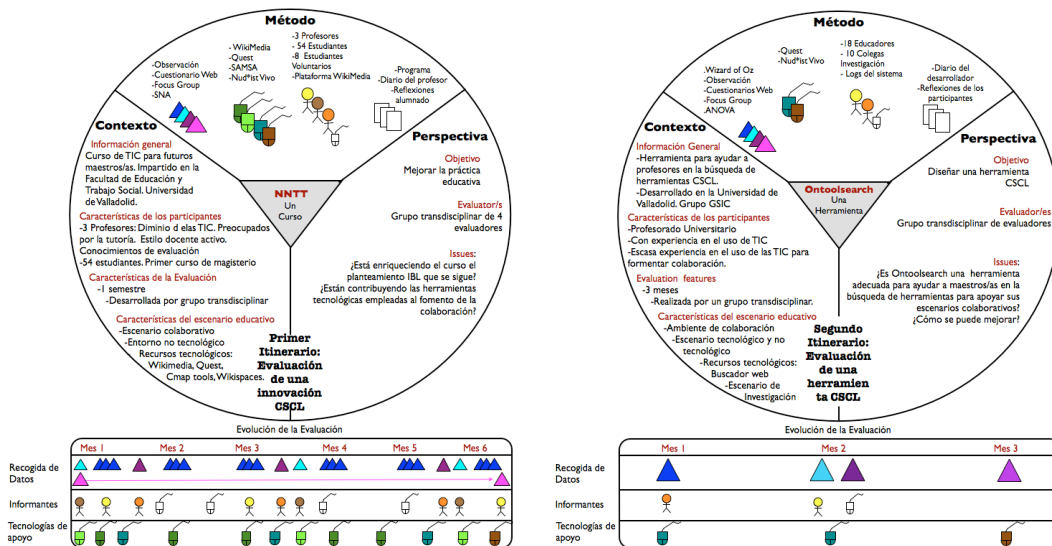 Método
-3 Profesores
- 54 Estudiantes
-8 Estudiantes
Voluntarios
-Plataforma WikiMedia
- WikiMedia
-Quest
-SAMSA
-Nud*ist Vivo
-Observación
-Cuestionario Web
-Focus Group
-SNA
-Programa
-Diario del profesor
-Reflexiones
alumnado
Contexto
Información general
Curso de TIC para futuros
maestros/as. Impartido en la
Facultad de Educación y
Trabajo Social. Universidad
de Valladolid.
Características de los participantes
-3 Profesores: Diminio d elas TIC. Preocupados
por la tutoría. Estilo docente activo.
Conocimientos de evaluación
-54 estudiantes. Primer curso de magisterio
Características de la Evaluación
-1 semestre
-Desarrollada por grupo transdisciplinar
Características del escenario educativo
-Escenario colaborativo
-Entorno no tecnológico
Recursos tecnológicos:
Wikimedia, Quest,
Cmap tools, Wikispaces.
NNTT
Un
Curso
Perspectiva
Objetivo
Mejorar la práctica
educativa
Evaluator/s
Grupo transdisciplinar de 4
evaluadores
Issues:
¿Está enriqueciendo el curso el
planteamiento IBL que se sigue?
¿Están contribuyendo las herramientas
tecnológicas empleadas al fomento de la
colaboración?
Primer
Itinerario:
Evaluación
de una
innovación
CSCL
Evolución de la Evaluación
Mes 1 Mes 2 Mes 3 Mes 4 Mes 5 Mes 6
Recogida de
Datos
Informantes
Tecnologías de
apoyo
Método
-18 Educadores
- 10 Colegas
Investigación
- Logs del sistema
-Quest
-Nud*ist Vivo
.Wizard of Oz
-Observación
-Cuestionarios Web
-Focus Group
.ANOVA
-Diario del
desarrollador
-Reflexiones de los
participantes
Contexto
Información General
-Herramienta para ayudar a
profesores en la búsqueda de
herramientas CSCL.
-Desarrollado en la Universidad de
Valladolid. Grupo GSIC
Características de los participantes
-Profesorado Universitario
-Con experiencia en el uso de TIC
-Escasa experiencia en el uso de las TIC para
formentar colaboración.
Evaluation features
-3 meses
-Realizada por un grupo transdisciplinar.
Características del escenario educativo
-Ambiente de colaboración
-Escenario tecnológico y no
tecnológico
-Recursos tecnológicos:
Buscador web
-Escenario de
Investigación
Ontoolsearch
Una
Herramienta
Perspectiva
Objetivo
Diseñar una herramienta
CSCL
Evaluador/es
Grupo transdisciplinar de evaluadores
Issues:
¿Es Ontoolsearch una herramienta
adecuada para ayudar a maestros/as en la
búsqueda de herramientas para apoyar sus
escenarios colaborativos?
¿Cómo se puede mejorar?
Segundo
Itinerario:
Evaluación
de una
herramien
ta CSCL
Evolución de la Evaluación
Mes 1 Mes 2 Mes 3
Recogida de
Datos
Informantes
Tecnologías de
apoyo